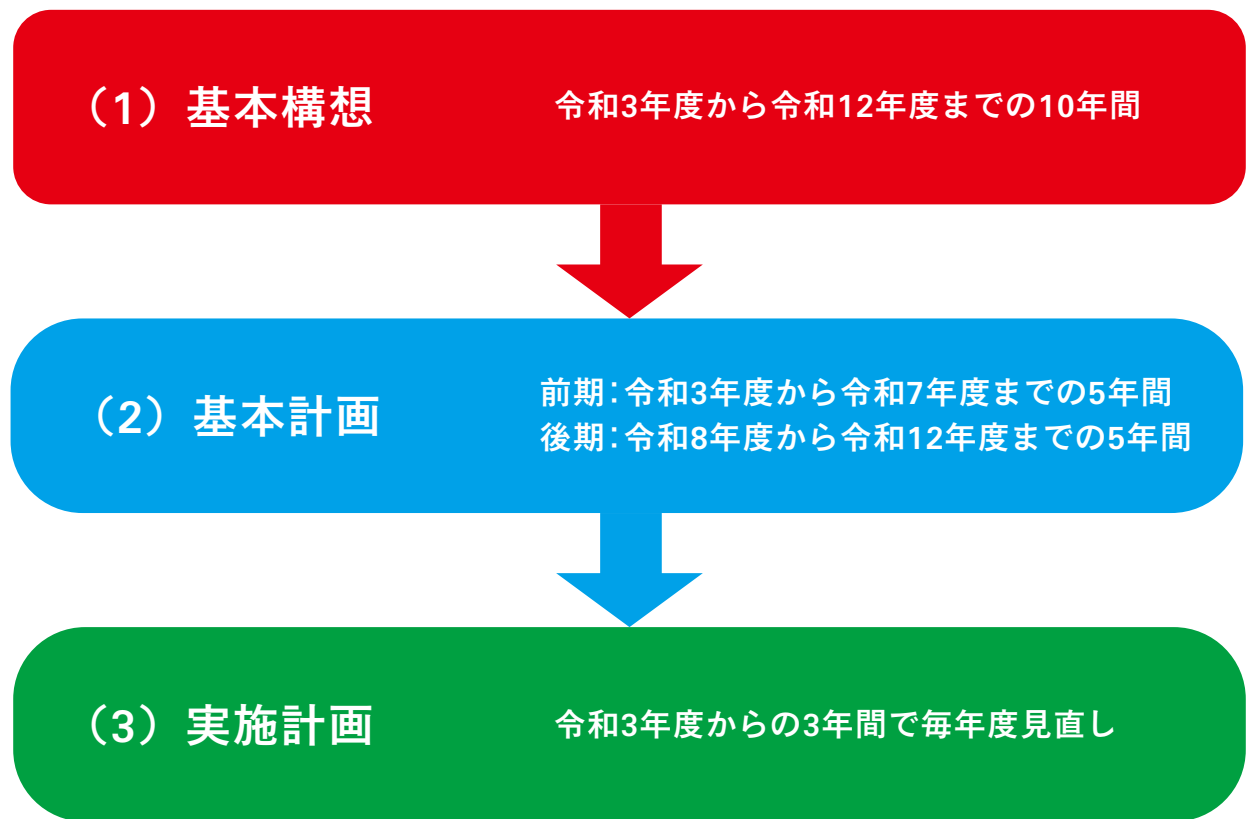 （1）基本構想
令和3年度から令和12年度までの10年間
（2）基本計画
前期：令和3年度から令和7年度までの5年間
後期：令和8年度から令和12年度までの5年間
（3）実施計画
令和3年度からの3年間で毎年度見直し